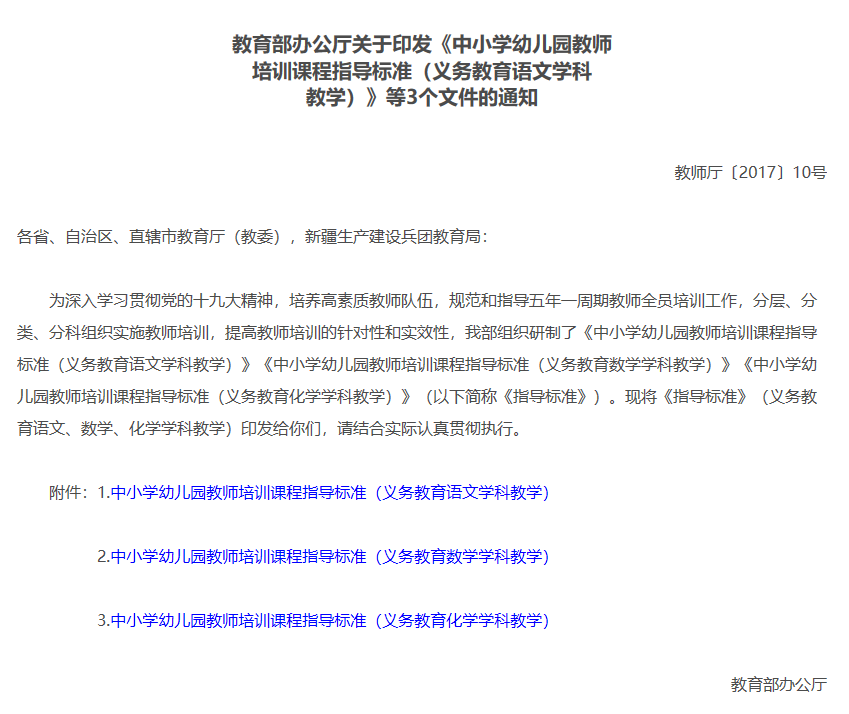 教育部办公厅关于印发《中小学幼儿园教师
培训课程指导标准（义务教育语文学科
教学）》等3个文件的通知
教师厅〔2017〕10号
各省、自治区、直辖市教育厅（教委），新疆生产建设兵团教育局：
为深入学习贯彻党的十九大精神，培养高素质教师队伍，规范和指导五年一周期教师全员培训工作，分层、分
类、分科组织实施教师培训，提高教师培训的针对性和实效性，我部组织研制了《中小学幼儿园教师培训课程指导
标准（义务教育语文学科教学）》《中小学幼儿园教师培训课程指导标准（义务教育数学学科教学）》《中小学幼
儿园教师培训课程指导标准（义务教育化学学科教学）》（以下简称《指导标准》）。现将《指导标准》（义务教
育语文、数学、化学学科教学）印发给你们，请结合实际认真贯彻执行。
附件：1.中小学幼儿园教师培训课程指导标准（义务教育语文学科教学）
2.中小学幼儿园教师培训课程指导标准（义务教育数学学科教学）
3.中小学幼儿园教师培训课程指导标准（义务教育化学学科教学）
教育部办公厅